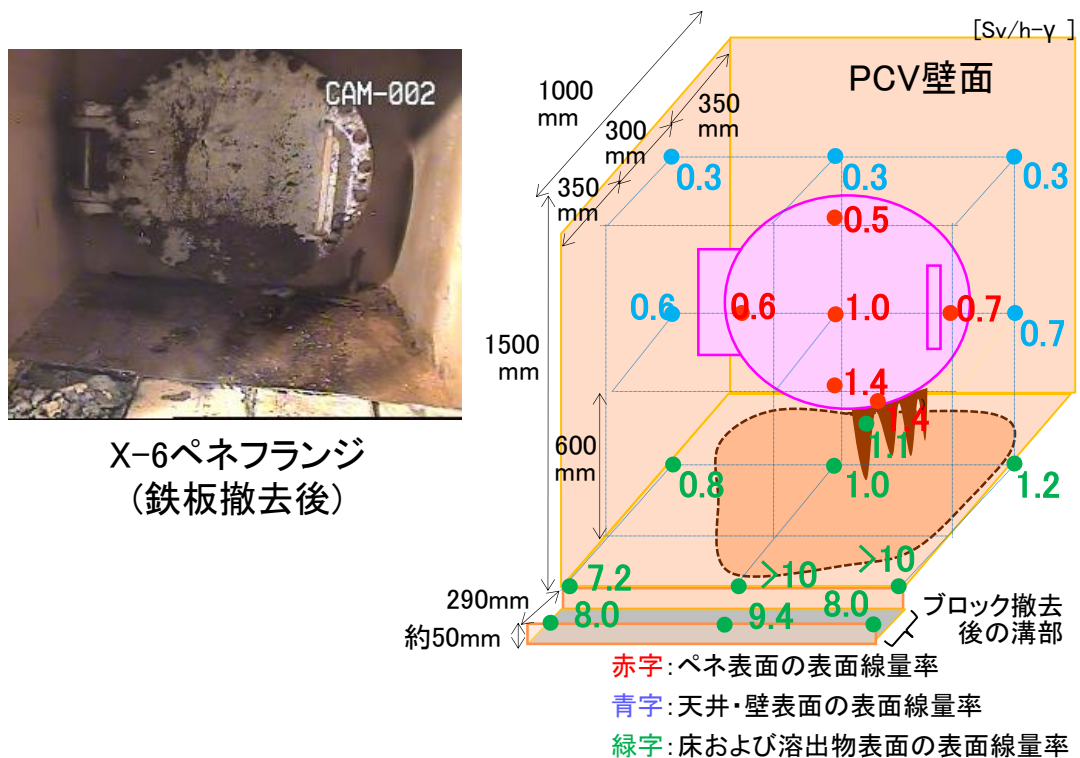 [Sv/h-γ ]
CAM-002
PCV壁面
1000
mm
350
mm
300
mm
350
mm
0.3
0.3
0.3
0.5
0.6
0.6
1.0
0.7
0.7
1500
mm
1.4
1.4
1.1
600
mm
X-6ペネフランジ
(鉄板撤去後)
0.8
1.0
1.2
7.2
>10
>10
290mm
8.0
9.4
8.0
約50mm
ブロック撤去
後の溝部
赤字:ペネ表面の表面線量率
青字:天井・壁表面の表面線量率
緑字:床および溶出物表面の表面線量率